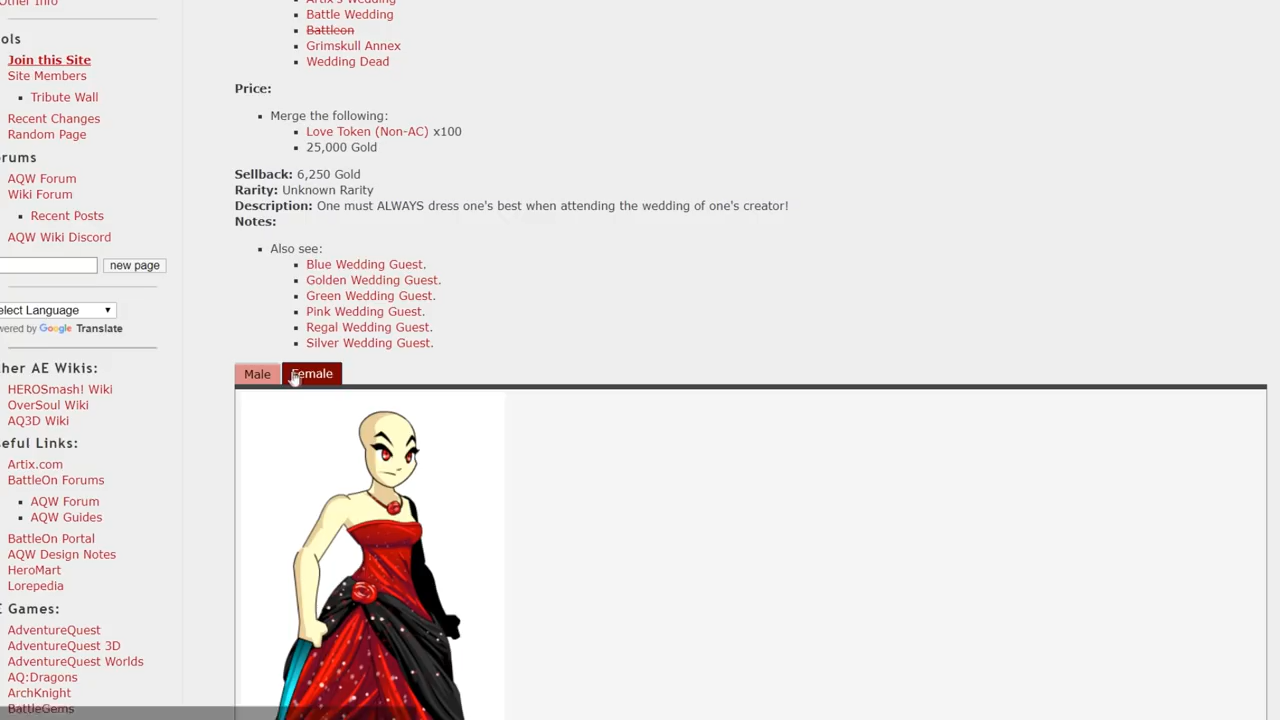 Other Info
ols
Join this Site
Site Members
Tribute Wall
Recent Changes
Random Page
rums
AQW Forum
Wiki Forum
Recent Posts
AQW Wiki Discord
new page
elect Language ▼
wered by Google Translate
her AE Wikis:
HEROSmash! Wiki
OverSoul Wiki
AQ3D Wiki
eful Links:
Artix.com
BattleOn Forums
AQW Forum
AQW Guides
BattleOn Portal
AQW Design Notes
HeroMart
Lorepedia
E Games:
AdventureQuest
AdventureQuest 3D
AdventureQuest Worlds
AQ:Dragons
ArchKnight
BattleGems
Artix's Wedding
Battle Wedding
Battleon
Grimskull Annex
Wedding Dead
Price:
Merge the following:
Love Token (Non-AC) x100
25,000 Gold
Sellback: 6,250 Gold
Rarity: Unknown Rarity
Description: One must ALWAYS dress one's best when attending the wedding of one's creator!
Notes:
Also see:
Blue Wedding Guest.
Golden Wedding Guest.
Green Wedding Guest.
Pink Wedding Guest.
Regal Wedding Guest.
Silver Wedding Guest.
Male Female